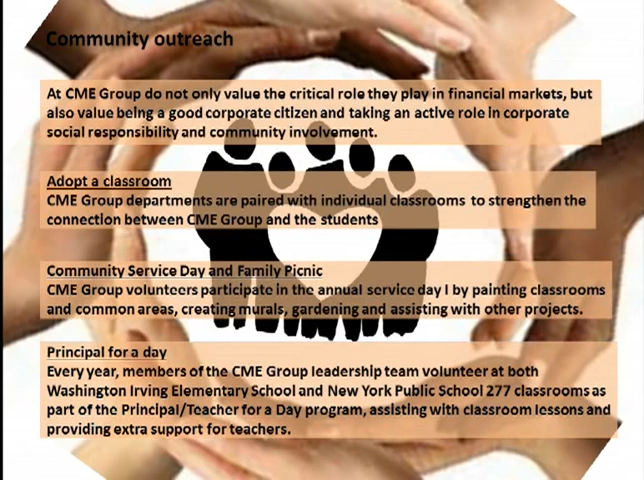 Community outreach
At CME Group do not only value the critical role they play in financial markets, but
also value being a good corporate citizen and taking an active role in corporate
social responsibility and community involvement.
Adopt a classroom
CME Group departments are paired with individual classrooms to strengthen the
connection between CME Group and the students
Community Service Day and Family Picnic
CME Group volunteers participate in the annual service day I by painting classrooms
and common areas, creating murals, gardening and assisting with other projects.
Principal for a day
Every year, members of the CME Group leadership team volunteer at both
Washington Irving Elementary School and New York Public School 277 classrooms as
part of the Principal/Teacher for a Day program, assisting with classroom lessons and
providing extra support for teachers.